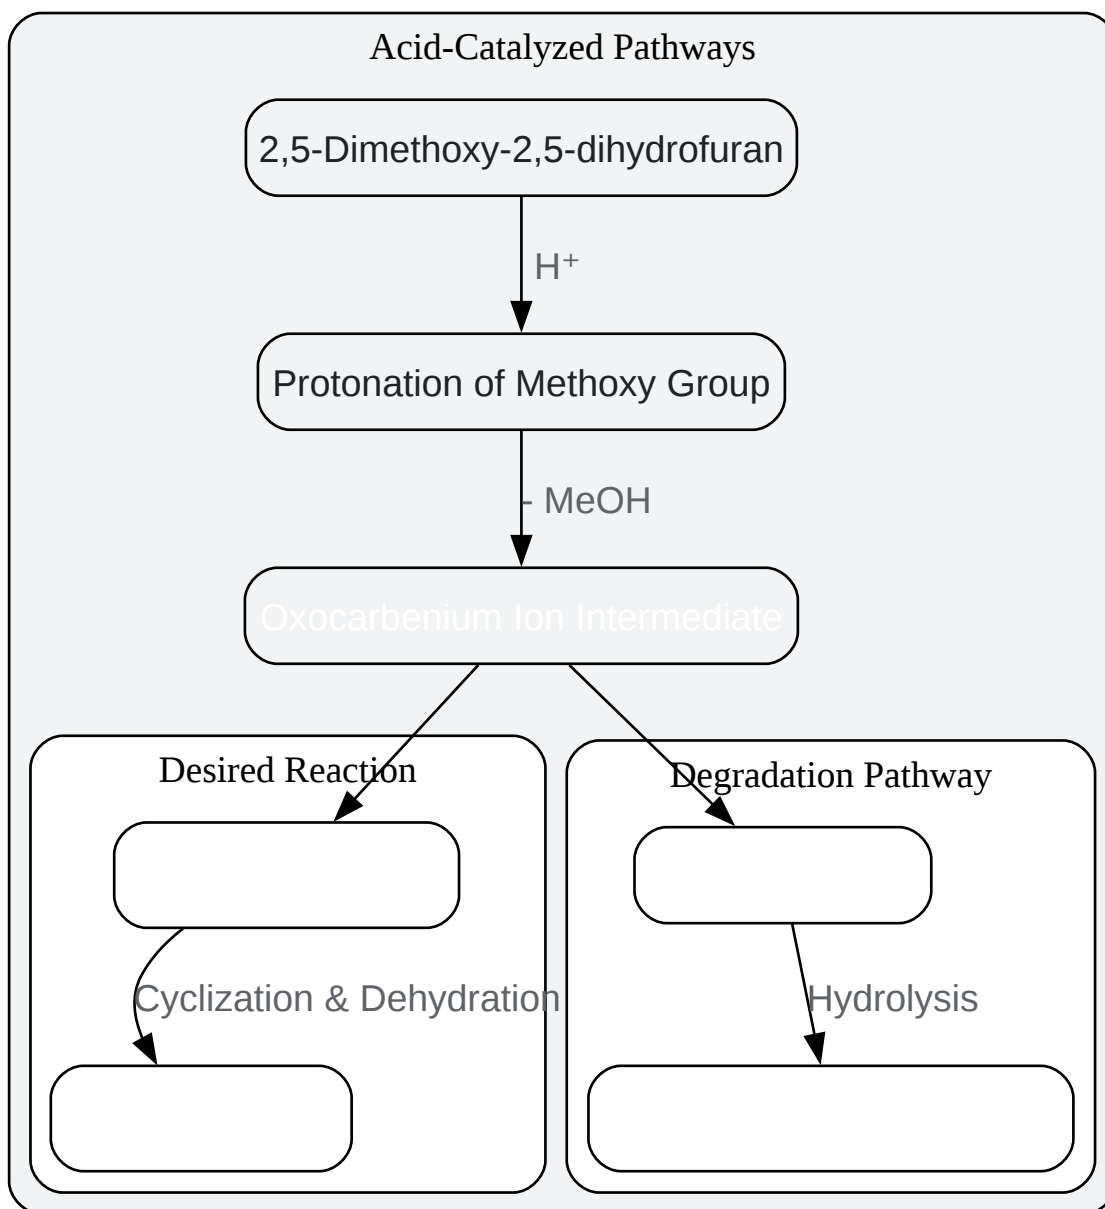 Acid-Catalyzed Pathways
2,5-Dimethoxy-2,5-dihydrofuran
H⁺
Protonation of Methoxy Group
- MeOH
Oxocarbenium Ion Intermediate
Desired Reaction
Degradation Pathway
Cyclization & Dehydration
Hydrolysis